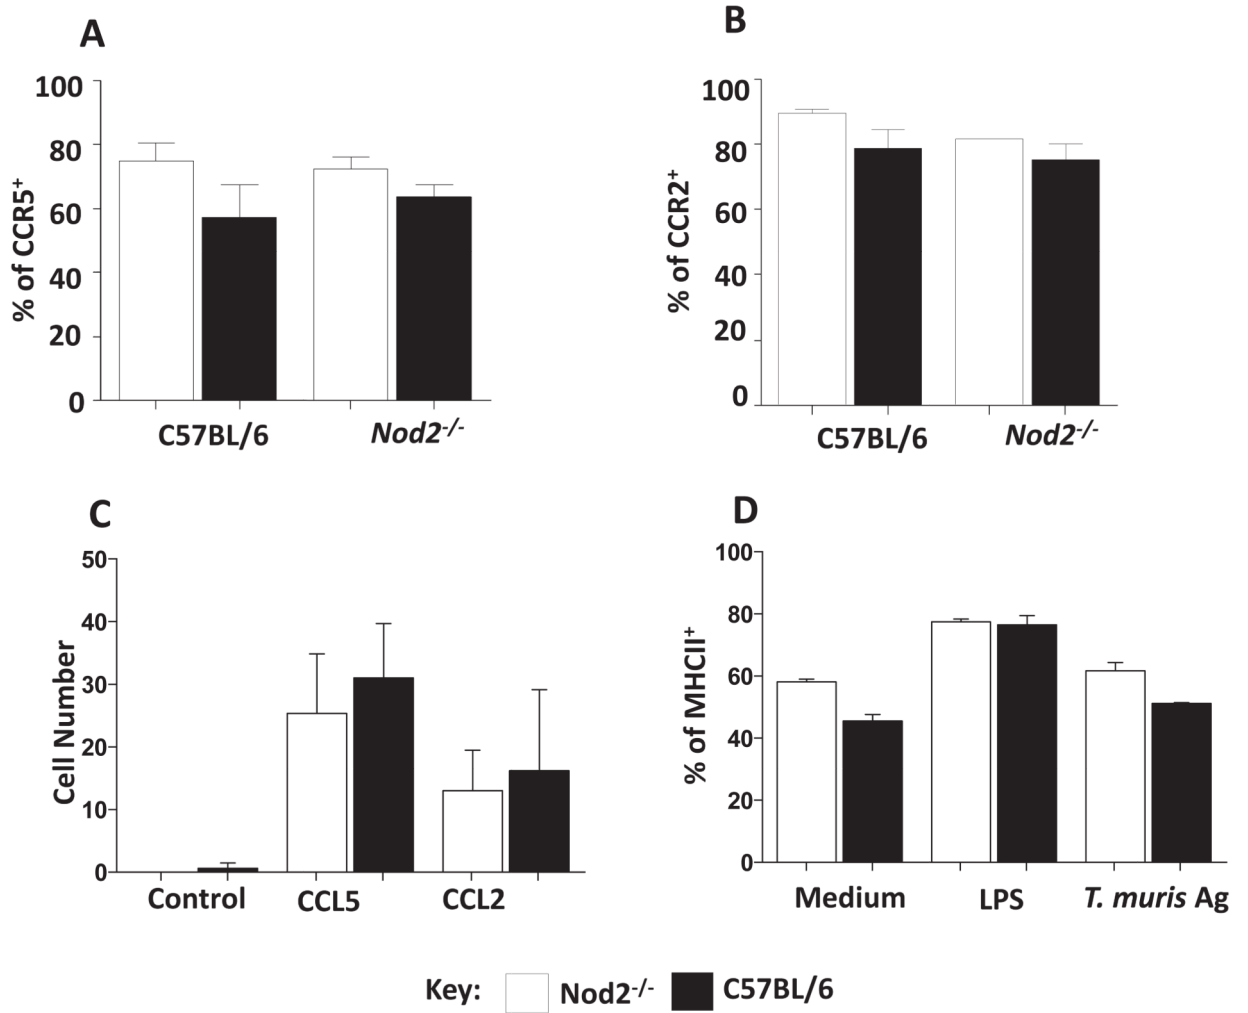 A
100
80
60
40
20
0
% of CCR5+
C57BL/6 Nod2-/-
B
100
80
60
40
20
0
% of CCR2+
C57BL/6 Nod2-/-
C
50
40
30
20
10
0
Cell Number
Control CCL5 CCL2
D
100
80
60
40
20
0
% of MHCII+
Medium LPS T. muris Ag
Key: Nod2-/- C57BL/6